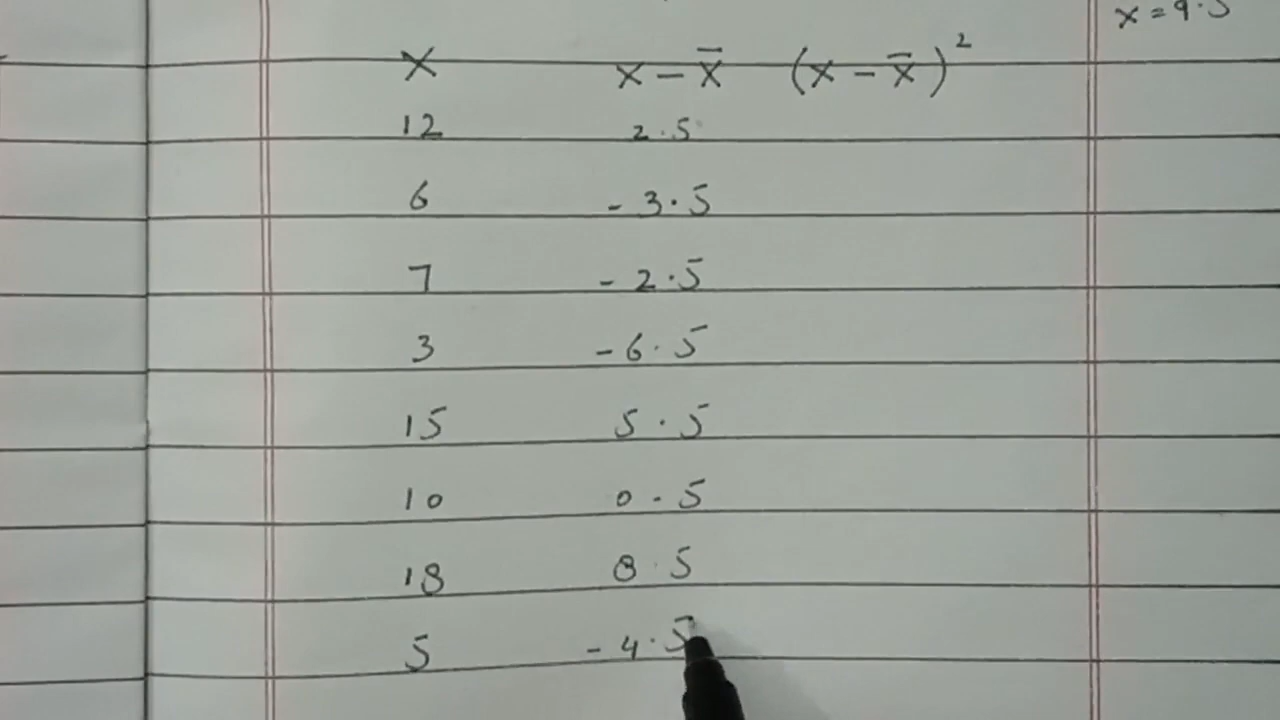 x̄ = 9.5
x x - x̄ (x - x̄)²
12 2.5
6 - 3.5
7 - 2.5
3 - 6.5
15 5.5
10 0.5
18 8.5
5 - 4.5